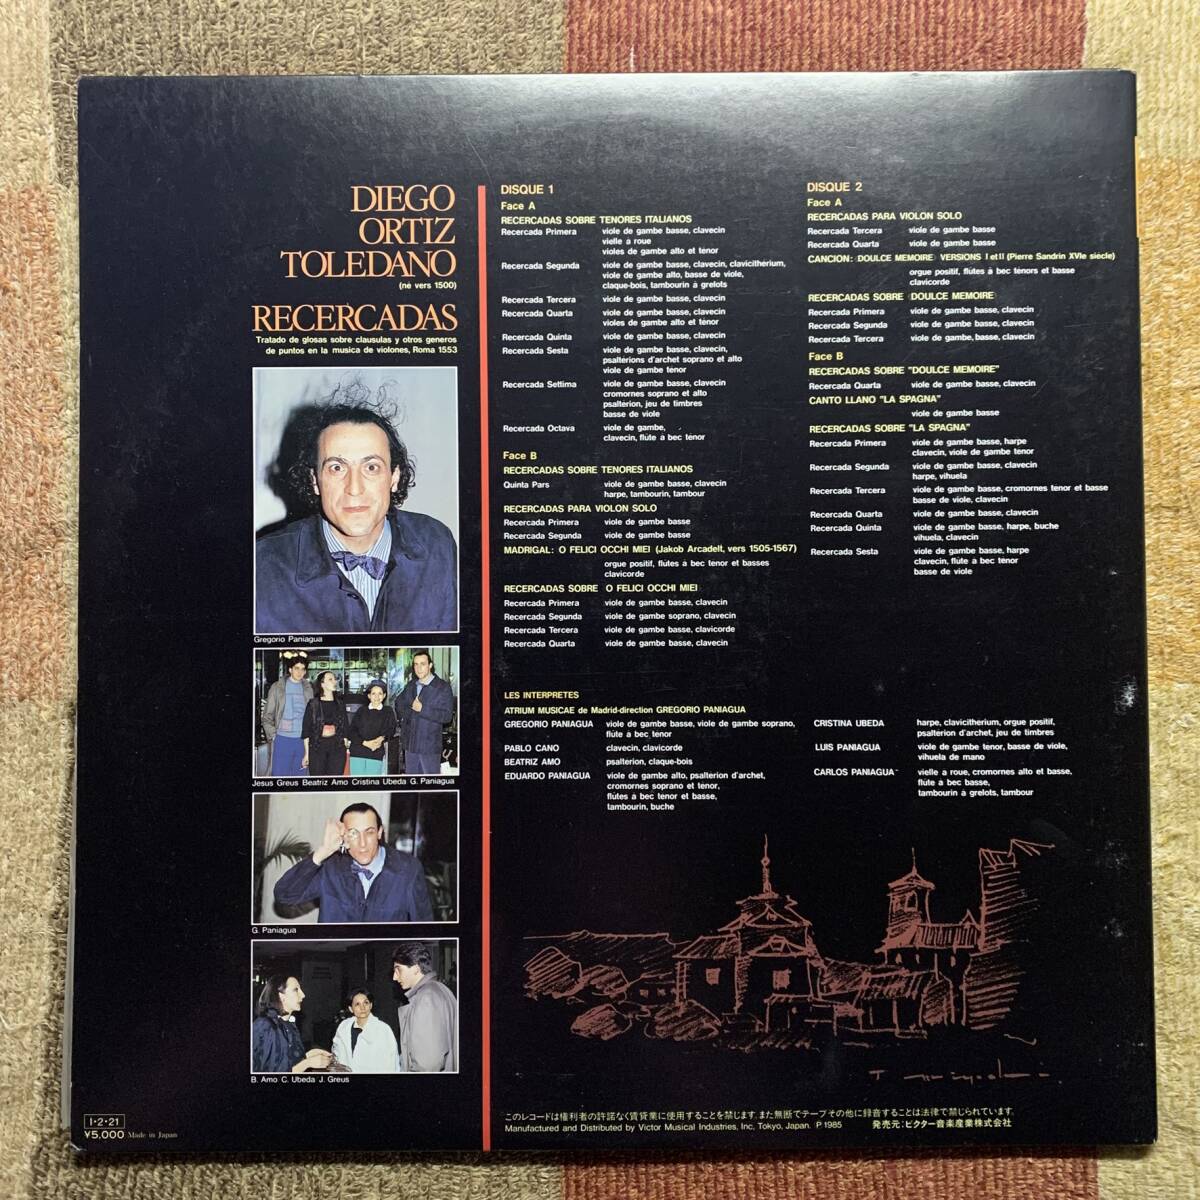 DIEGO
ORTIZ
TOLEDANO
(né vers 1500)
RECERCADAS
Tratado de glosas sobre clausulas y otros generos
de puntos en la musica de violones, Roma 1553
Gregorio Paniagua
Jesus Greus Beatriz Amo Cristina Ubeda G. Paniagua
G. Paniagua
B. Amo C. Ubeda J. Greus
1·2·21
¥5,000 Made in Japan
DISQUE 1
Face A
RECERCADAS SOBRE TENORES ITALIANOS
Recercada Primera viole de gambe basse, clavecin
vielle à roue
violes de gambe alto et tenor
Recercada Segunda viole de gambe basse, clavecin, clavicithérium,
viole de gambe alto, basse de viole,
claque-bois, tambourin à grelots
Recercada Tercera viole de gambe basse, clavecin
Recercada Quarta viole de gambe basse, clavecin
violes de gambe alto et tenor
Recercada Quinta viole de gambe basse, clavecin
Recercada Sesta viole de gambe basse, clavecin,
psalterions d'archet soprano et alto
viole de gambe tenor
Recercada Settima viole de gambe basse, clavecin
cromornes soprano et alto
psalterion, jeu de timbres
basse de viole
Recercada Octava viole de gambe,
clavecin, flûte à bec tenor
Face B
RECERCADAS SOBRE TENORES ITALIANOS
Quinta Pars viole de gambe basse, clavecin
harpe, tambourin, tambour
RECERCADAS PARA VIOLON SOLO
Recercada Primera viole de gambe basse
Recercada Segunda viole de gambe basse
MADRIGAL: O FELICI OCCHI MIEI (Jakob Arcadelt, vers 1505-1567)
orgue positif, flûtes à bec tenor et basses
clavicorde
RECERCADAS SOBRE O FELICI OCCHI MIEI
Recercada Primera viole de gambe basse, clavecin
Recercada Segunda viole de gambe soprano, clavecin
Recercada Tercera viole de gambe basse, clavicorde
Recercada Quarta viole de gambe basse, clavecin
DISQUE 2
Face A
RECERCADAS PARA VIOLON SOLO
Recercada Tercera viole de gambe basse
Recercada Quarta viole de gambe basse
CANCION: DOULCE MEMOIRE VERSIONS I et II (Pierre Sandrin XVIe siècle)
orgue positif, flûtes à bec tenors et basse
clavicorde
RECERCADAS SOBRE DOULCE MEMOIRE
Recercada Primera viole de gambe basse, clavecin
Recercada Segunda viole de gambe basse, clavecin
Recercada Tercera viole de gambe, basse, clavecin
Face B
RECERCADAS SOBRE "DOULCE MEMOIRE"
Recercada Quarta viole de gambe basse, clavecin
CANTO LLANO "LA SPAGNA"
viole de gambe basse
RECERCADAS SOBRE "LA SPAGNA"
Recercada Primera viole de gambe basse, harpe
clavecin, viole de gambe tenor
Recercada Segunda viole de gambe basse, clavecin
harpe, vihuela
Recercada Tercera viole de gambe basse, cromornes tenor et basse
basse de viole, clavecin
Recercada Quarta viole de gambe basse, clavecin
Recercada Quinta viole de gambe basse, harpe, buche
vihuela, clavecin
Recercada Sesta viole de gambe basse, harpe
clavecin, flûte à bec tenor
basse de viole
LES INTERPRETES
ATRIUM MUSICAE de Madrid-direction GREGORIO PANIAGUA
GREGORIO PANIAGUA viole de gambe basse, viole de gambe soprano,
flûte à bec tenor
PABLO CANO clavecin, clavicorde
BEATRIZ AMO psalterion, claque-bois
EDUARDO PANIAGUA viole de gambe alto, psalterion d'archet,
cromornes soprano et tenor,
flûtes à bec tenor et basse,
tambourin, buche
CRISTINA UBEDA harpe, clavicitherium, orgue positif,
psalterion d'archet, jeu de timbres
LUIS PANIAGUA viole de gambe tenor, basse de viole,
vihuela de mano
CARLOS PANIAGUA vielle a roue, cromornes alto et basse,
flûte à bec basse,
tambourin à grelots, tambour
このレコードは権利者の許諾なく賃貸業に使用することを禁じます。また無断でテープその他に録音することは法律で禁じられています。
Manufactured and Distributed by Victor Musical Industries, Inc, Tokyo, Japan. P 1985 発売元：ビクター音楽産業株式会社